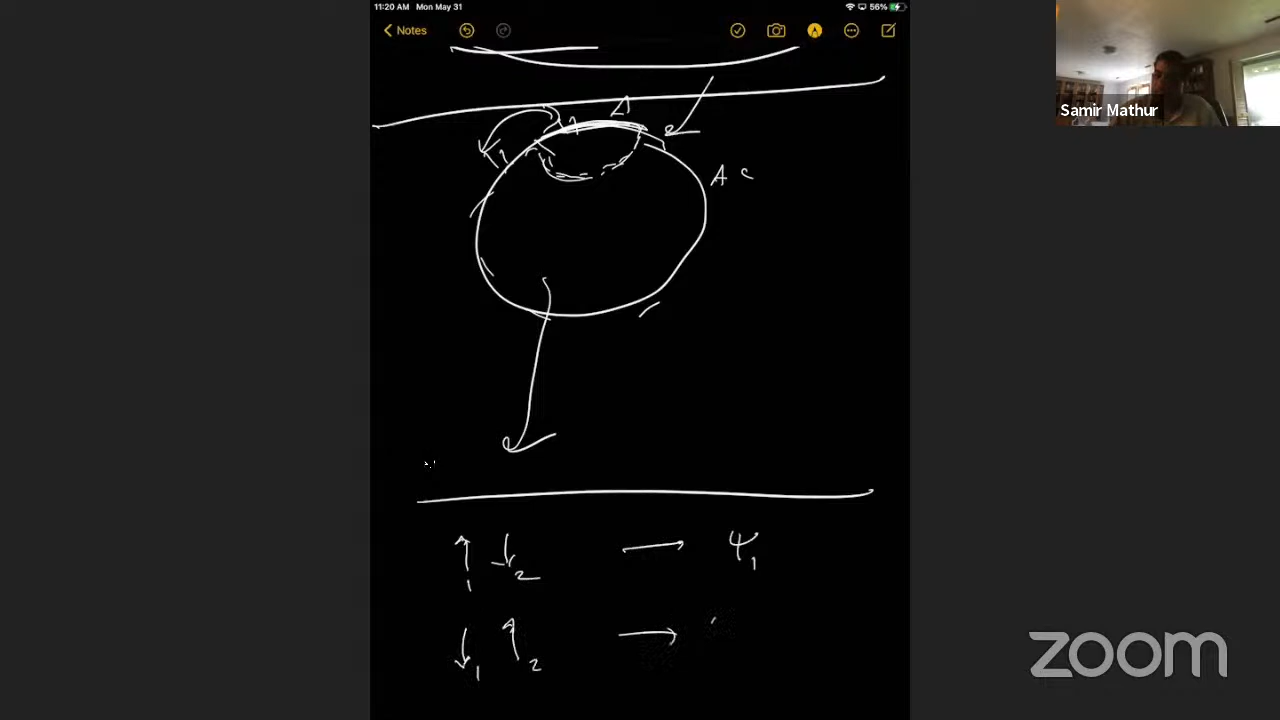 11:20 AM Mon May 31
56%
Notes
Samir Mathur
A c
↑1 ↓2 → ψ1
↓1 ↑2 →
zoom